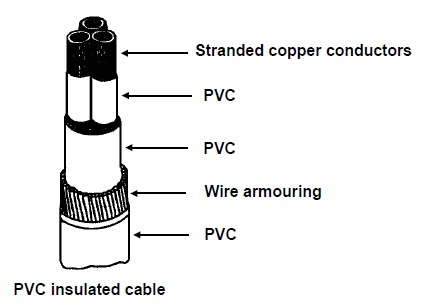 Stranded copper conductors
PVC
PVC
Wire armouring
PVC
PVC insulated cable